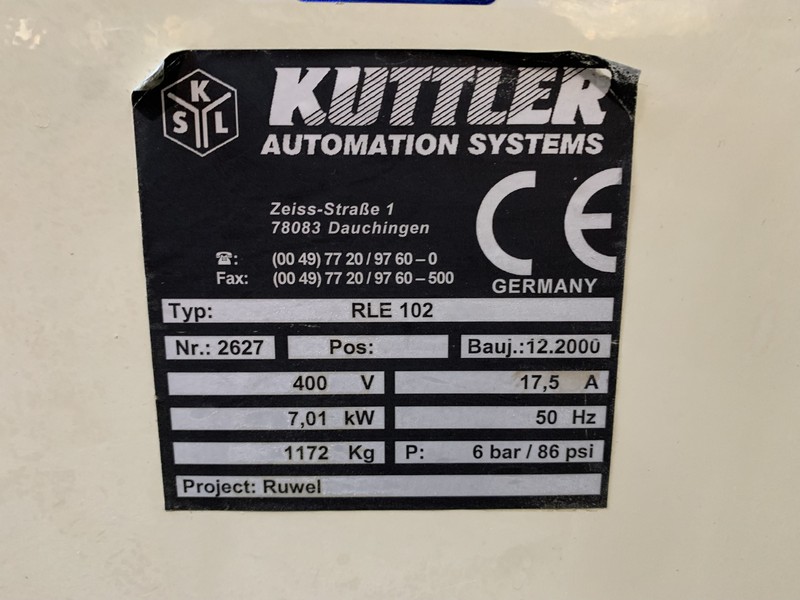 K
S L
KUTTLER
AUTOMATION SYSTEMS
Zeiss-Straße 1
78083 Dauchingen
☎: (00 49) 77 20 / 97 60 – 0
Fax: (00 49) 77 20 / 97 60 – 500
CE
GERMANY
Typ: RLE 102
Nr.: 2627 Pos: Bauj.:12.2000
400 V 17,5 A
7,01 kW 50 Hz
1172 Kg P: 6 bar / 86 psi
Project: Ruwel